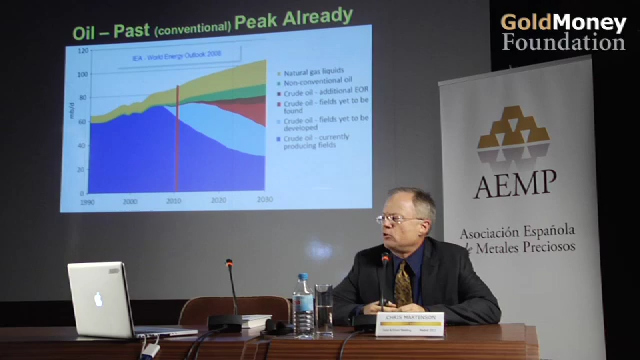 Oil – Past (conventional) Peak Already
GoldMoney
Foundation
IEA - World Energy Outlook 2008
120
80
60
40
20
0
mb/d
1990
2000
2010
2020
2030
Natural gas liquids
Non-conventional oil
Crude oil - additional EOR
Crude oil - fields yet to be
found
Crude oil - fields yet to be
developed
Crude oil - currently
producing fields
AEMP
Asociación Española
de Metales Preciosos
CHRIS MARTENSON